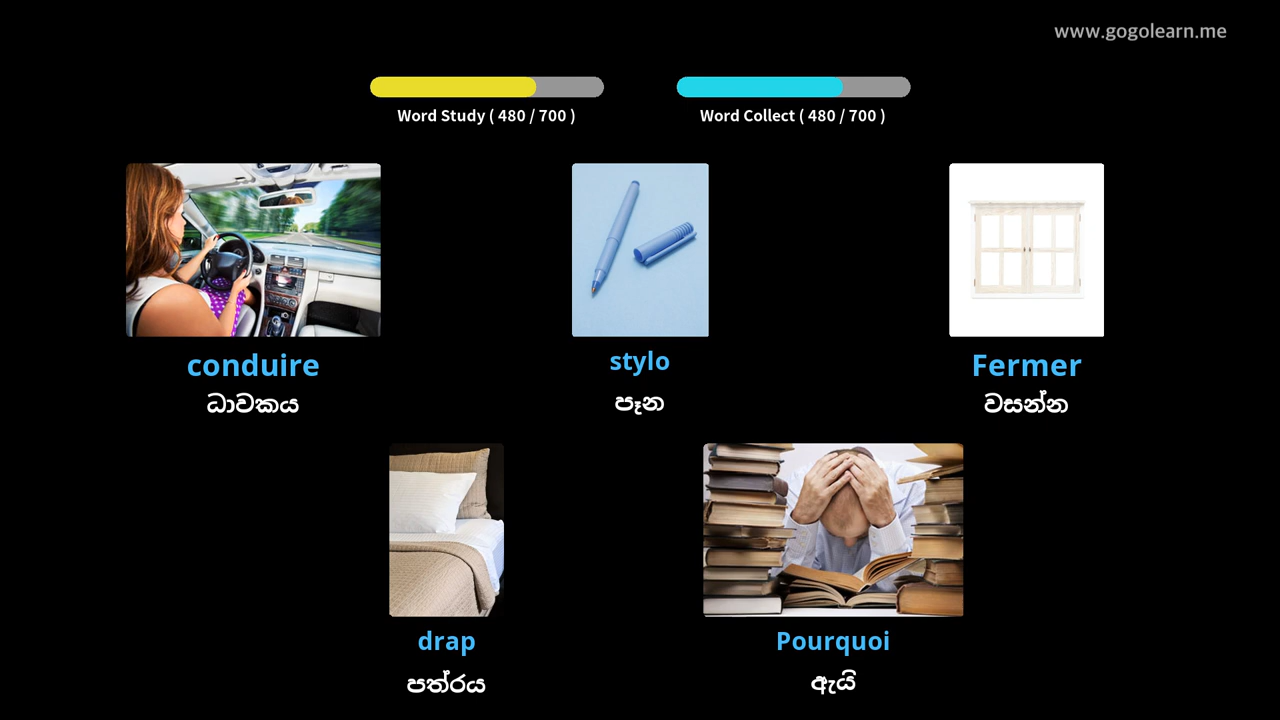 www.gogolearn.me
Word Study ( 480 / 700 )
Word Collect ( 480 / 700 )
conduire
ධාවකය
stylo
පෑන
Fermer
වසන්න
drap
පත්රය
Pourquoi
ඇයි